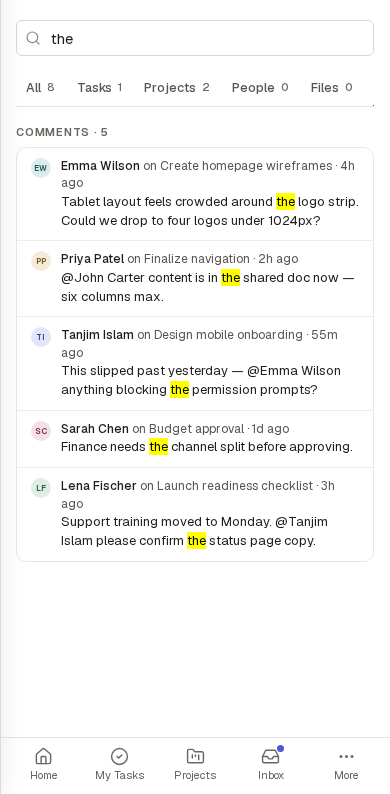 the
All 8 Tasks 1 Projects 2 People 0 Files 0
COMMENTS · 5
EW
Emma Wilson on Create homepage wireframes · 4h
ago
Tablet layout feels crowded around the logo strip.
Could we drop to four logos under 1024px?
PP
Priya Patel on Finalize navigation · 2h ago
@John Carter content is in the shared doc now —
six columns max.
TI
Tanjim Islam on Design mobile onboarding · 55m
ago
This slipped past yesterday — @Emma Wilson
anything blocking the permission prompts?
SC
Sarah Chen on Budget approval · 1d ago
Finance needs the channel split before approving.
LF
Lena Fischer on Launch readiness checklist · 3h
ago
Support training moved to Monday. @Tanjim
Islam please confirm the status page copy.
Home My Tasks Projects Inbox More